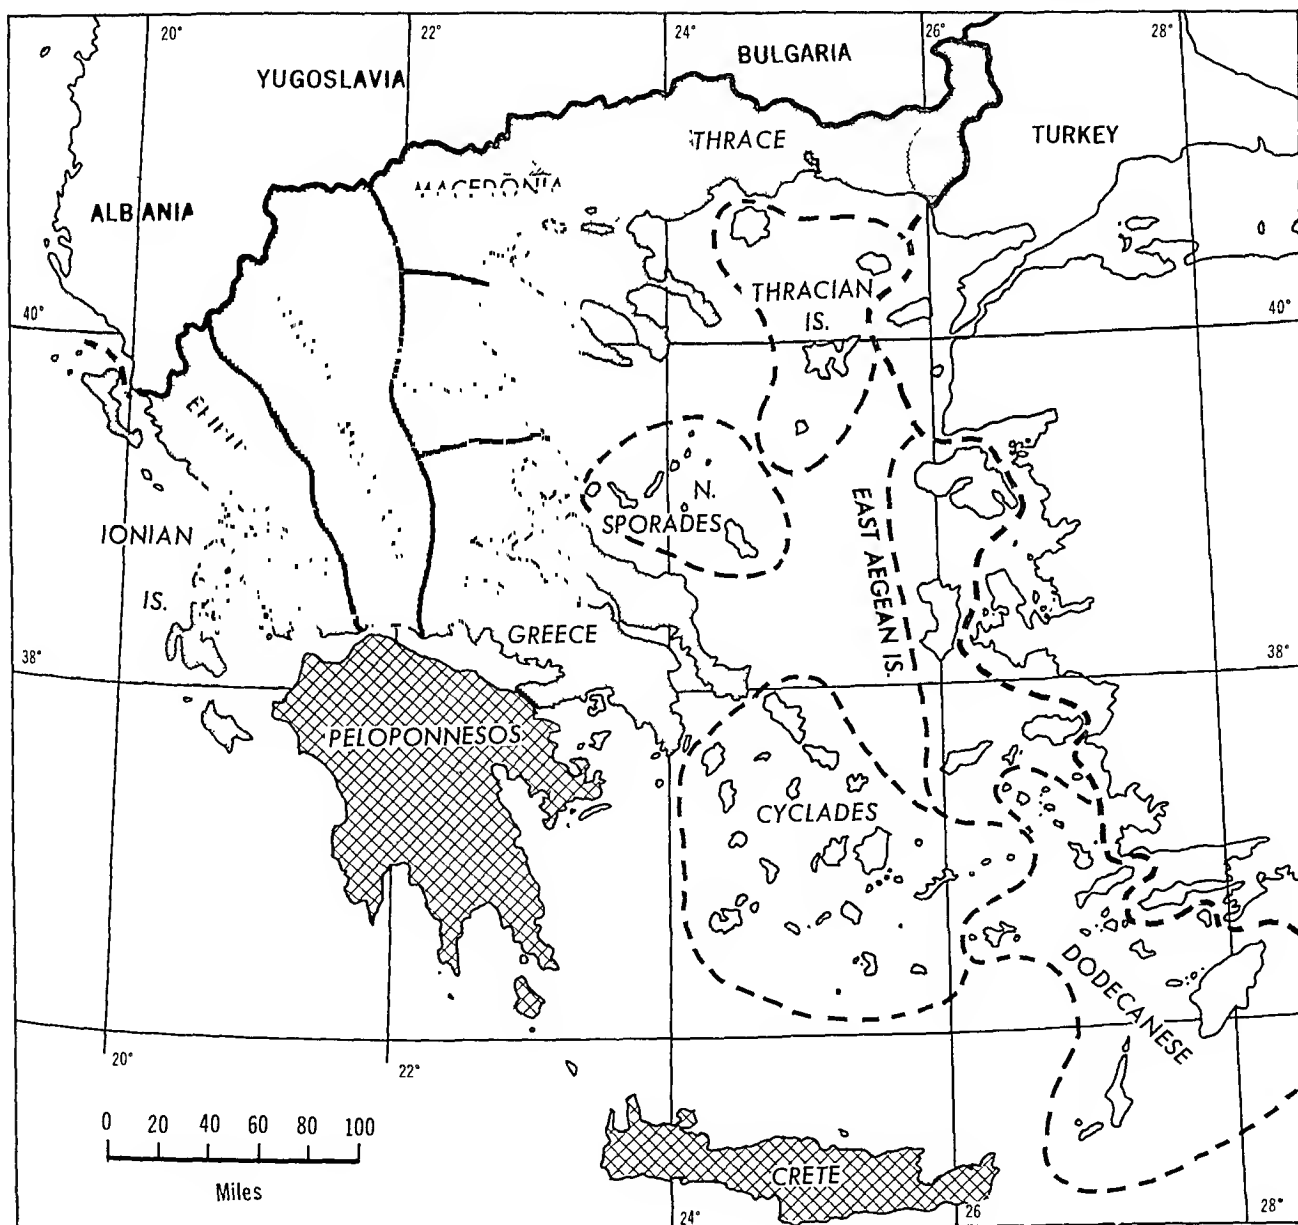 20°
22°
24°
26°
28°
YUGOSLAVIA
BULGARIA
THRACE
TURKEY
MACEDONIA
ALBANIA
40°
THRACIAN
IS.
40°
N.
SPORADES
EAST AEGEAN IS.
IONIAN
IS.
GREECE
38°
38°
PELOPONNESOS
CYCLADES
DODECANESE
20°
22°
0 20 40 60 80 100
Miles
CRETE
24°
26
28°